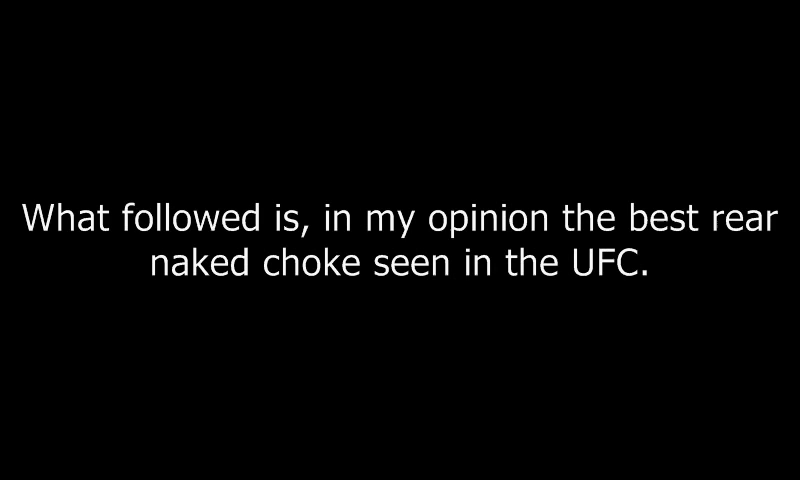 What followed is, in my opinion the best rear
naked choke seen in the UFC.